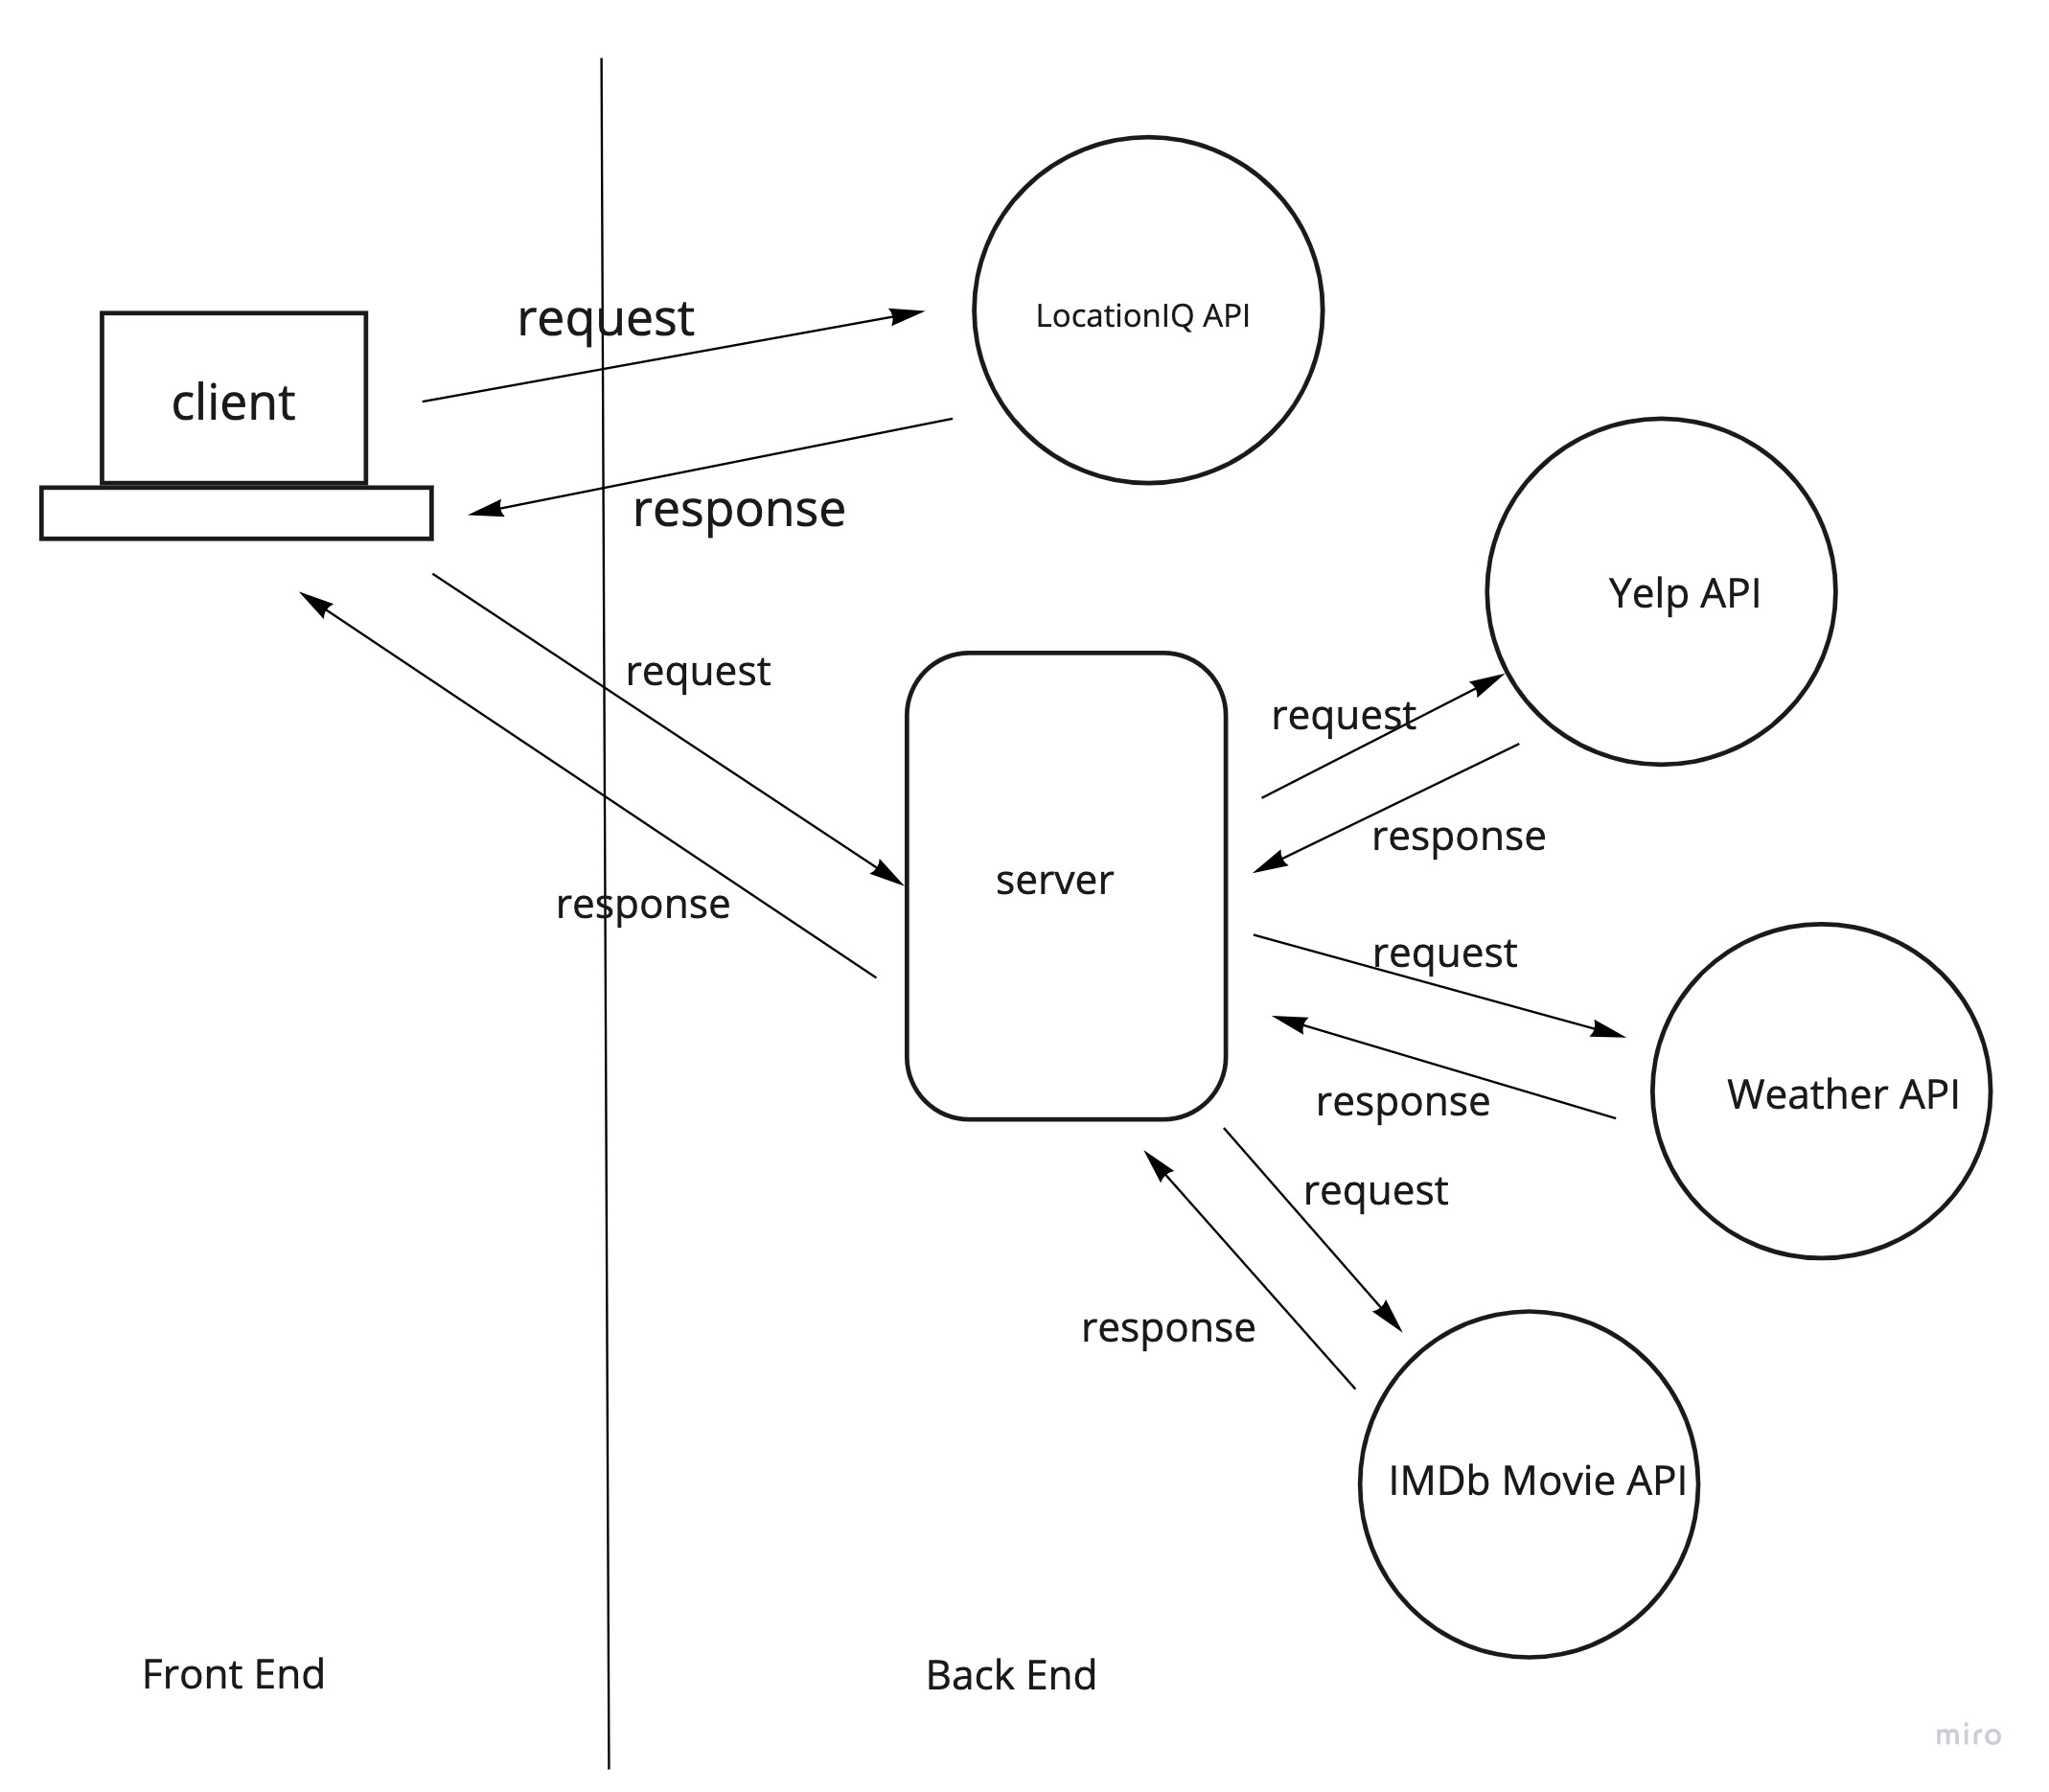 request
LocationIQ API
client
response
Yelp API
request
request
response
server
response
request
Weather API
response
request
response
IMDb Movie API
Front End
Back End
miro